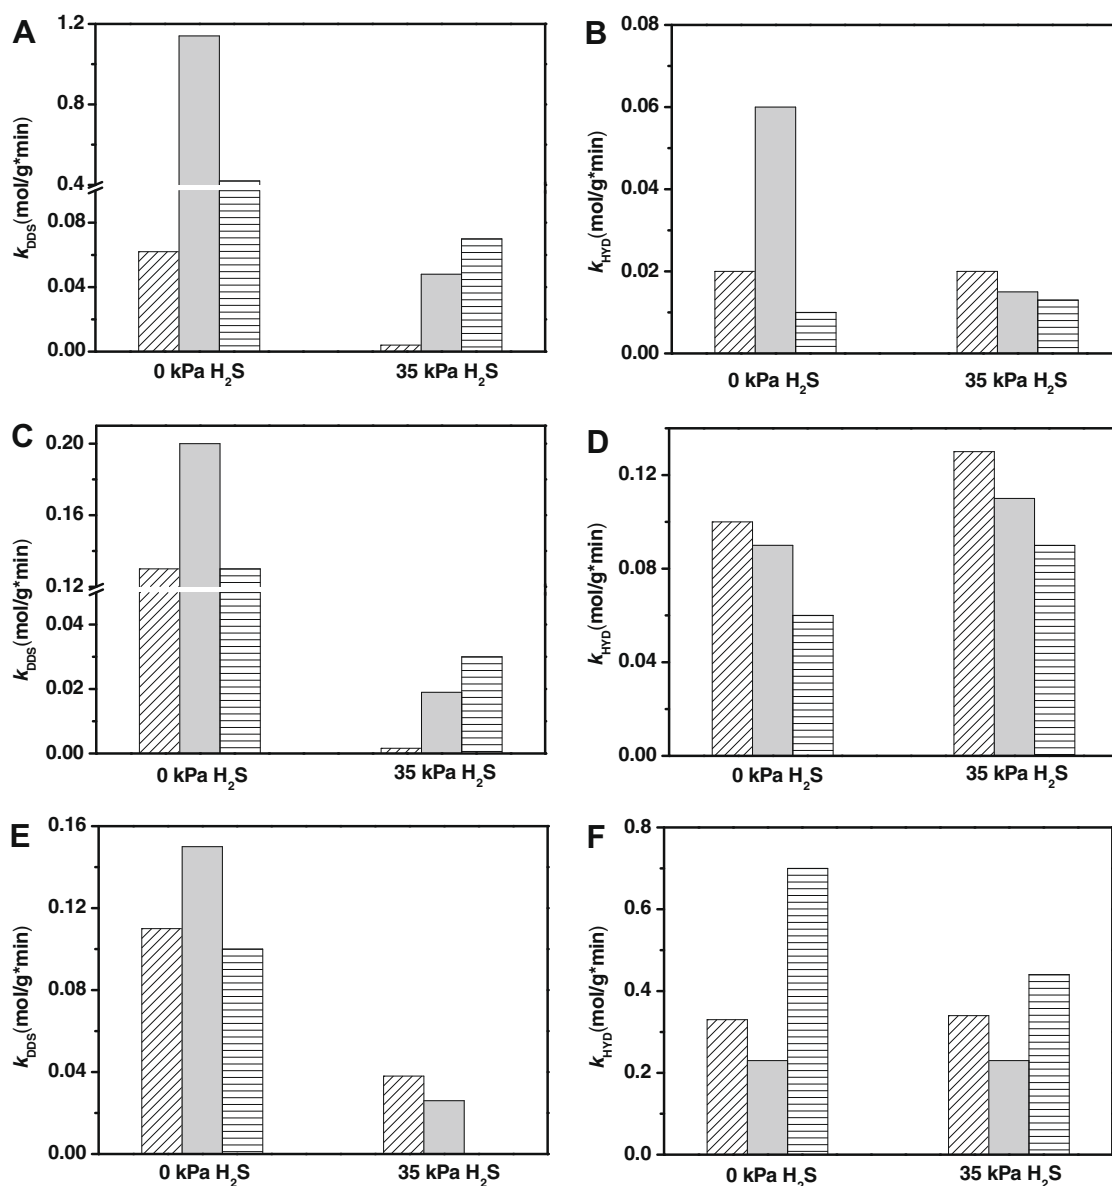 A
k_DDS(mol/g*min)
1.2
0.8
0.4
0.08
0.04
0.00
0 kPa H₂S
35 kPa H₂S
B
k_HYD(mol/g*min)
0.08
0.06
0.04
0.02
0.00
0 kPa H₂S
35 kPa H₂S
C
k_DDS(mol/g*min)
0.20
0.16
0.12
0.04
0.02
0.00
0 kPa H₂S
35 kPa H₂S
D
k_HYD(mol/g*min)
0.12
0.08
0.04
0.00
0 kPa H₂S
35 kPa H₂S
E
k_DDS(mol/g*min)
0.16
0.12
0.08
0.04
0.00
0 kPa H₂S
35 kPa H₂S
F
k_HYD(mol/g*min)
0.8
0.6
0.4
0.2
0.0
0 kPa H₂S
35 kPa H₂S